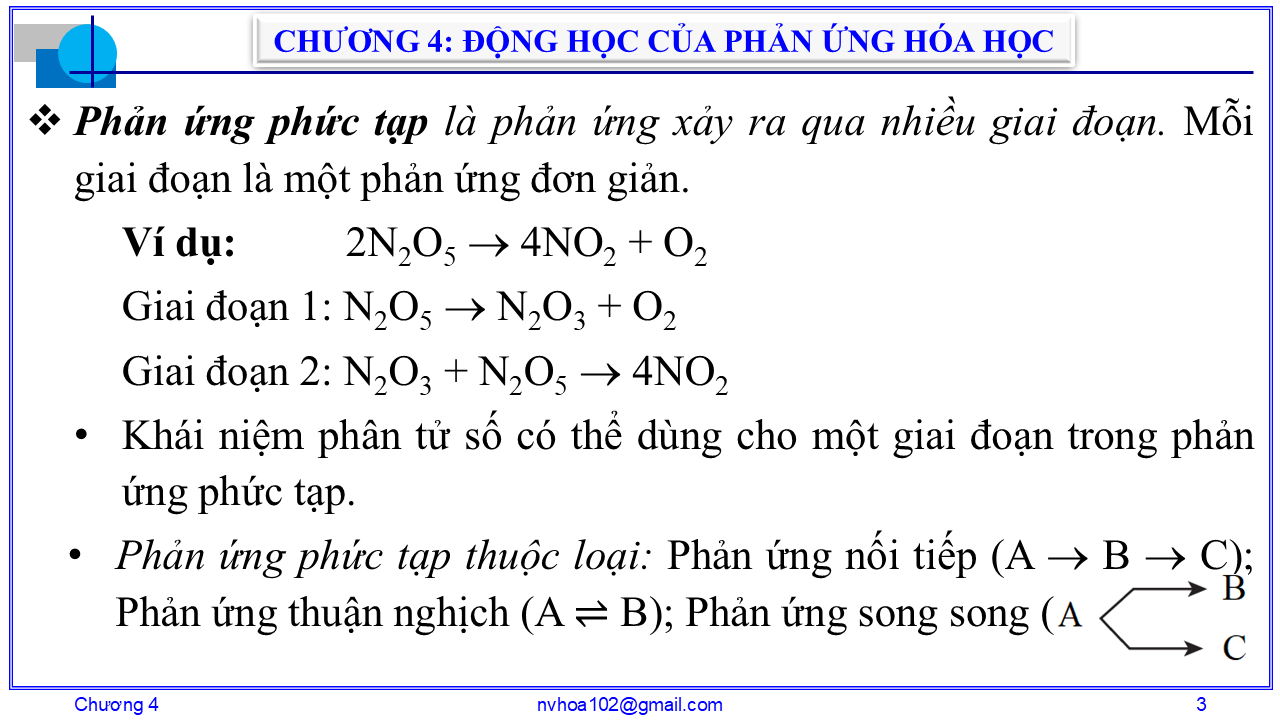 CHƯƠNG 4: ĐỘNG HỌC CỦA PHẢN ỨNG HÓA HỌC
❖ Phản ứng phức tạp là phản ứng xảy ra qua nhiều giai đoạn. Mỗi
giai đoạn là một phản ứng đơn giản.
Ví dụ: 2N₂O₅ → 4NO₂ + O₂
Giai đoạn 1: N₂O₅ → N₂O₃ + O₂
Giai đoạn 2: N₂O₃ + N₂O₅ → 4NO₂
• Khái niệm phân tử số có thể dùng cho một giai đoạn trong phản
ứng phức tạp.
• Phản ứng phức tạp thuộc loại: Phản ứng nối tiếp (A → B → C);
Phản ứng thuận nghịch (A ⇌ B); Phản ứng song song ( A
B
C
Chương 4
nvhoa102@gmail.com
3